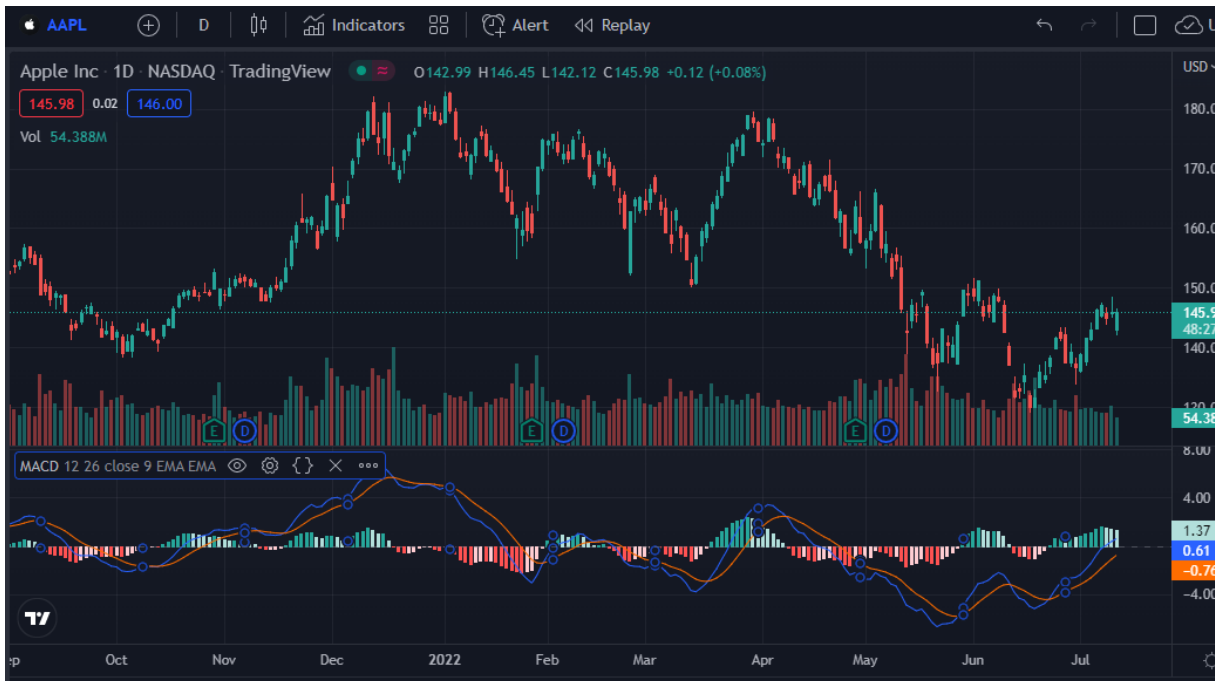 AAPL D Indicators Alert Replay
Apple Inc · 1D · NASDAQ · TradingView O142.99 H146.45 L142.12 C145.98 +0.12 (+0.08%) USD
145.98 0.02 146.00
Vol 54.388M
180.0
170.0
160.0
150.0
145.9
48:27
140.0
54.38
E D E D E D
8.00
MACD 12 26 close 9 EMA EMA
4.00
1.37
0.61
−0.76
−4.00
Oct Nov Dec 2022 Feb Mar Apr May Jun Jul